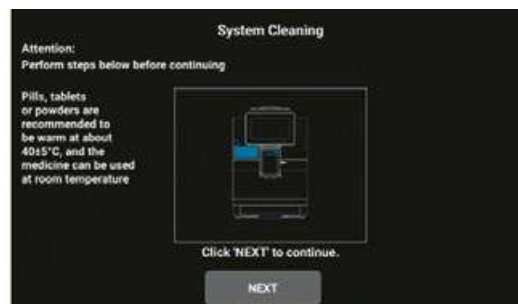 System Cleaning
Attention:
Perform steps below before continuing
Pills, tablets
or powders are
recommended to
be warm at about
40±5°C, and the
medicine can be used
at room temperature
Click 'NEXT' to continue.
NEXT